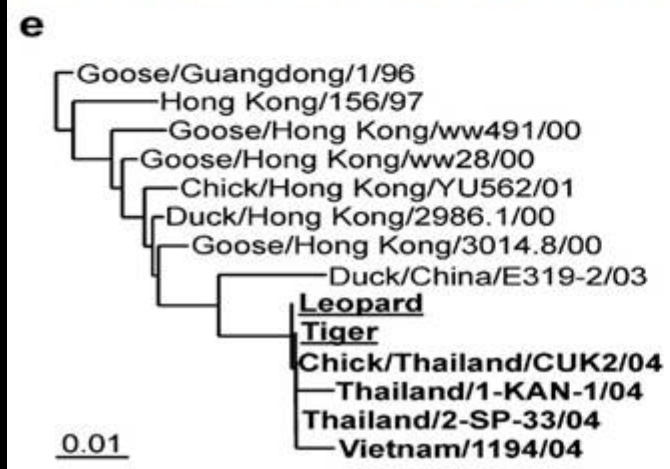 e
Goose/Guangdong/1/96
Hong Kong/156/97
Goose/Hong Kong/ww491/00
Goose/Hong Kong/ww28/00
Chick/Hong Kong/YU562/01
Duck/Hong Kong/2986.1/00
Goose/Hong Kong/3014.8/00
Duck/China/E319-2/03
Leopard
Tiger
Chick/Thailand/CUK2/04
Thailand/1-KAN-1/04
Thailand/2-SP-33/04
Vietnam/1194/04
0.01